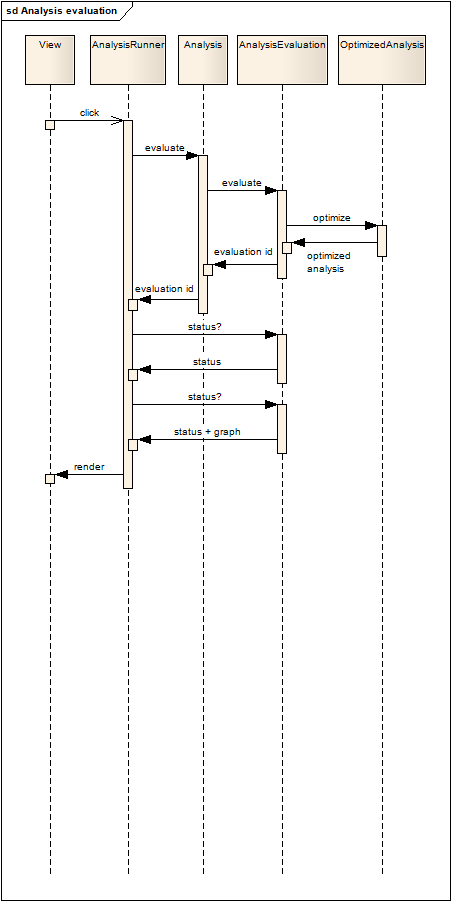 sd Analysis evaluation
View
AnalysisRunner
Analysis
AnalysisEvaluation
OptimizedAnalysis
click
evaluate
evaluate
optimize
evaluation id
optimized
analysis
evaluation id
status?
status
status?
status + graph
render